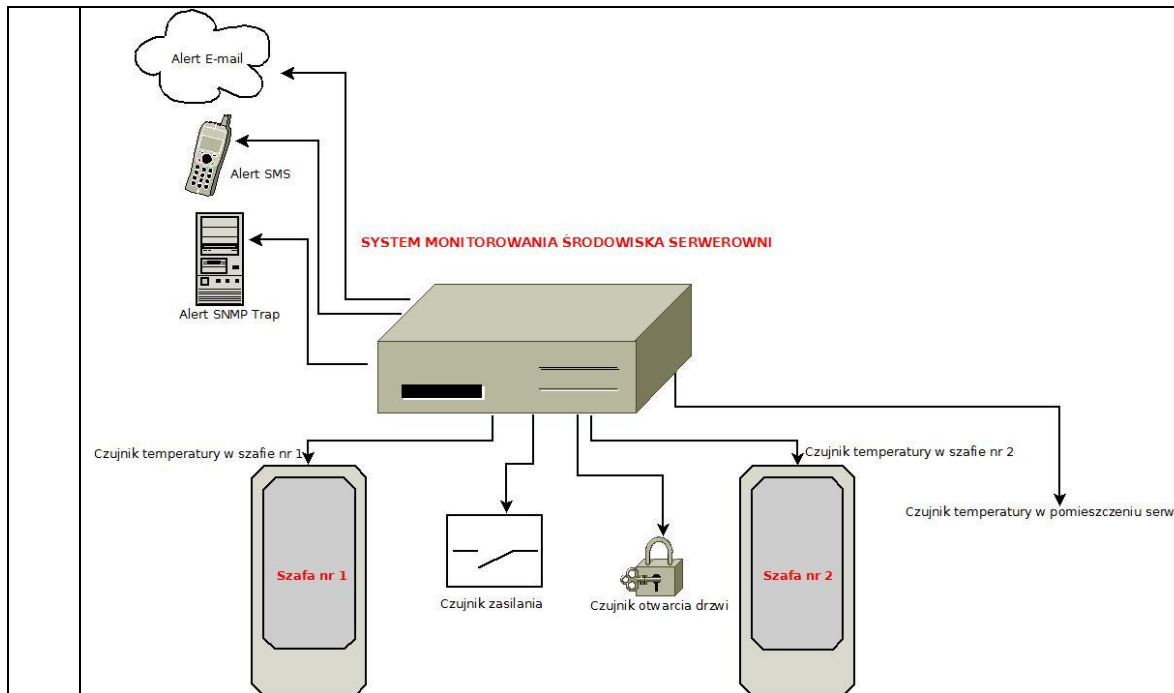 Alert E-mail
Alert SMS
SYSTEM MONITOROWANIA ŚRODOWISKA SERWEROWNI
Alert SNMP Trap
Czujnik temperatury w szafie nr 1
Czujnik temperatury w szafie nr 2
Czujnik temperatury w pomieszczeniu serw
Szafa nr 1
Szafa nr 2
Czujnik zasilania
Czujnik otwarcia drzwi